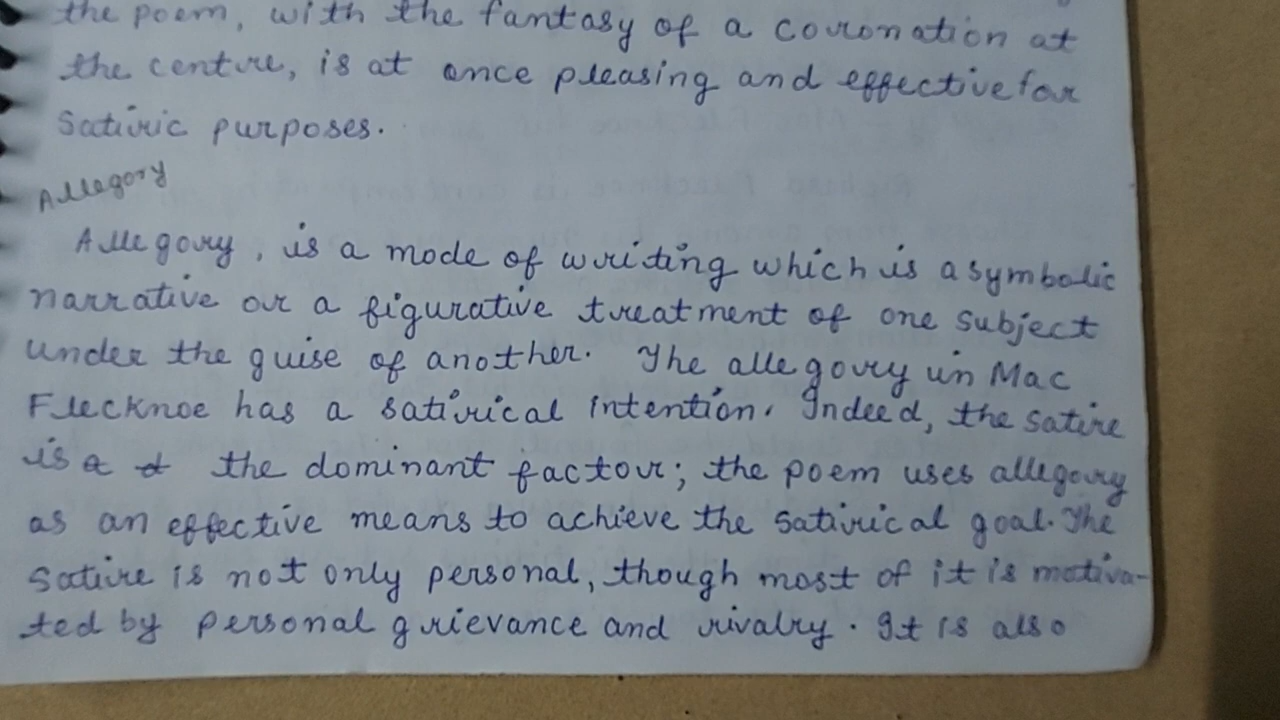 the poem, with the fantasy of a coronation at
the centre, is at once pleasing and effective for
Satiric purposes.
Allegory
Allegory, is a mode of writing which is a symbolic
narrative or a figurative treatment of one subject
under the guise of another. The allegory in Mac
Flecknoe has a satirical intention. Indeed, the satire
is a the dominant factor; the poem uses allegory
as an effective means to achieve the satirical goal. The
Satire is not only personal, though most of it is motiva-
ted by personal grievance and rivalry. It is also